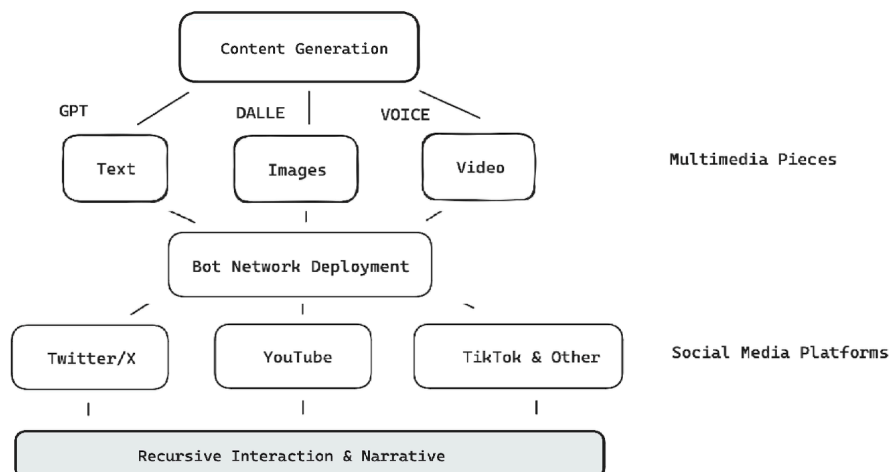 Content Generation
GPT
DALLE
VOICE
Text
Images
Video
Multimedia Pieces
Bot Network Deployment
Twitter/X
YouTube
TikTok & Other
Social Media Platforms
Recursive Interaction & Narrative